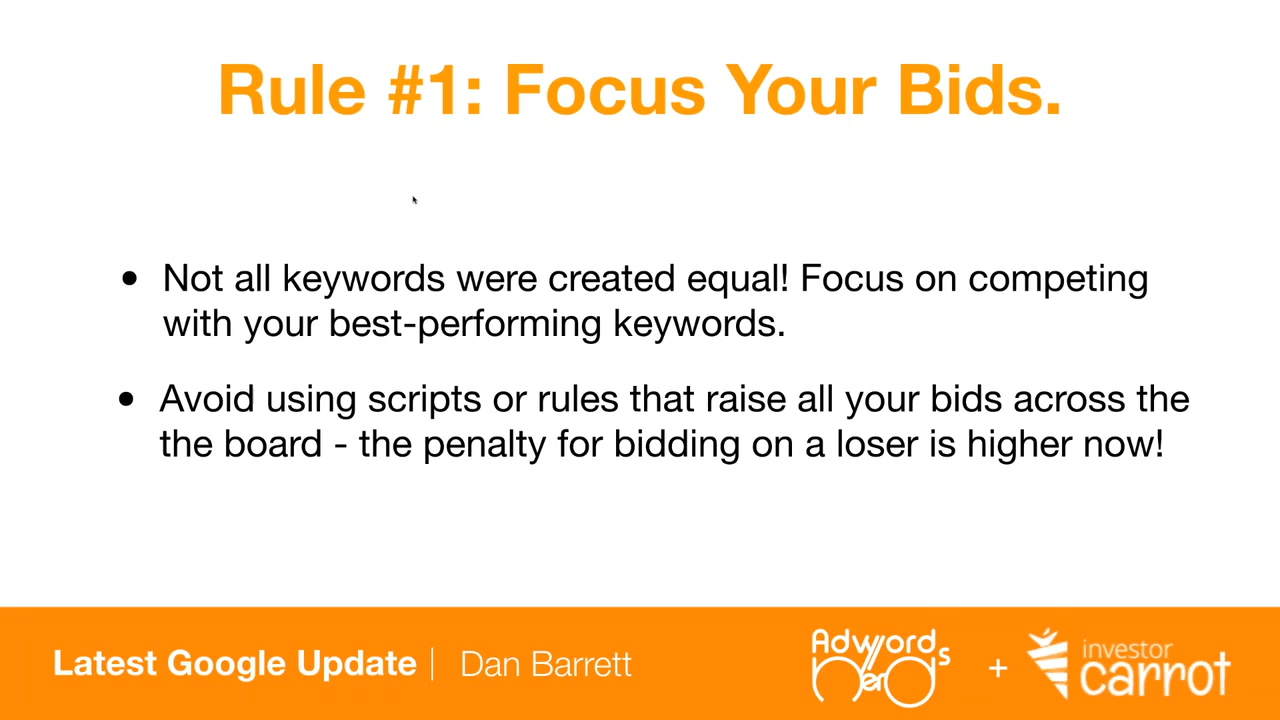 Rule #1: Focus Your Bids.
• Not all keywords were created equal! Focus on competing
with your best-performing keywords.
• Avoid using scripts or rules that raise all your bids across the
the board - the penalty for bidding on a loser is higher now!
Latest Google Update | Dan Barrett
AdWords
Nerd
+
investor
carrot